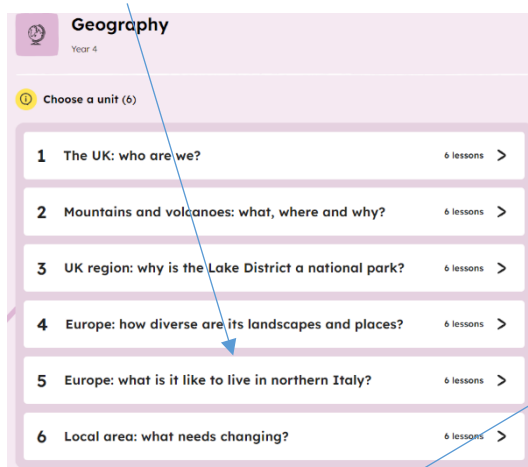 Geography
Year 4
Choose a unit (6)
1 The UK: who are we? 6 lessons
2 Mountains and volcanoes: what, where and why? 6 lessons
3 UK region: why is the Lake District a national park? 6 lessons
4 Europe: how diverse are its landscapes and places? 6 lessons
5 Europe: what is it like to live in northern Italy? 6 lessons
6 Local area: what needs changing? 6 lessons